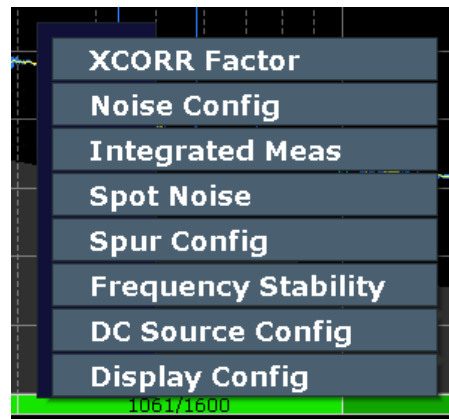 XCORR Factor
Noise Config
Integrated Meas
Spot Noise
Spur Config
Frequency Stability
DC Source Config
Display Config
1061/1600